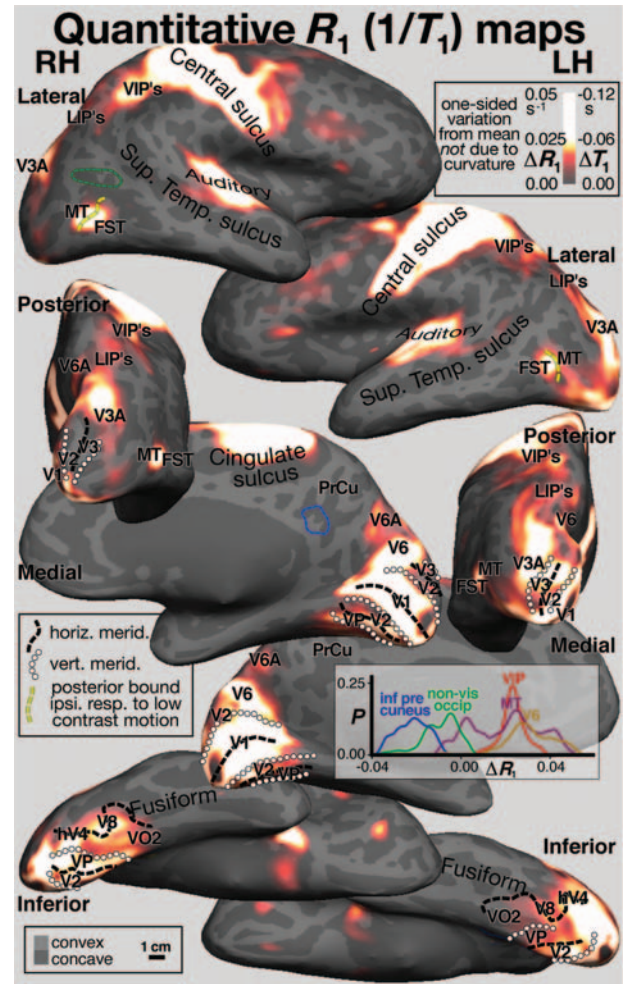 Quantitative R1 (1/T1) maps
RH
LH
Lateral
VIP's
LIP's
Central sulcus
V3A
Auditory
Sup. Temp. sulcus
MT
FST
one-sided
variation
from mean
not due to
curvature
0.05
s-1
0.025
ΔR1
0.00
-0.12
s
-0.06
ΔT1
0.00
Central sulcus
VIP's
Lateral
LIP's
Auditory
V3A
Sup. Temp. sulcus
FST
MT
Posterior
VIP's
LIP's
V6A
V3A
V3
V2
V1
MT
FST
Cingulate
sulcus
PrCu
V6A
V6
V3
V2
V1
VP
V2
Medial
Posterior
VIP's
LIP's
V6
V3A
MT
FST
V3
V2
V1
Medial
horiz. merid.
vert. merid.
posterior bound
ipsi. resp. to low
contrast motion
PrCu
V6A
V6
V2
V1
V2
VP
0.25
P
0.00
inf pre
cuneus
non-vis
occip
VIP
MT
V6
-0.04
0.00
0.04
ΔR1
Fusiform
hV4
V8
VO2
VP
V2
Inferior
Inferior
Fusiform
hV4
V8
VO2
VP
V2
convex
concave
1 cm